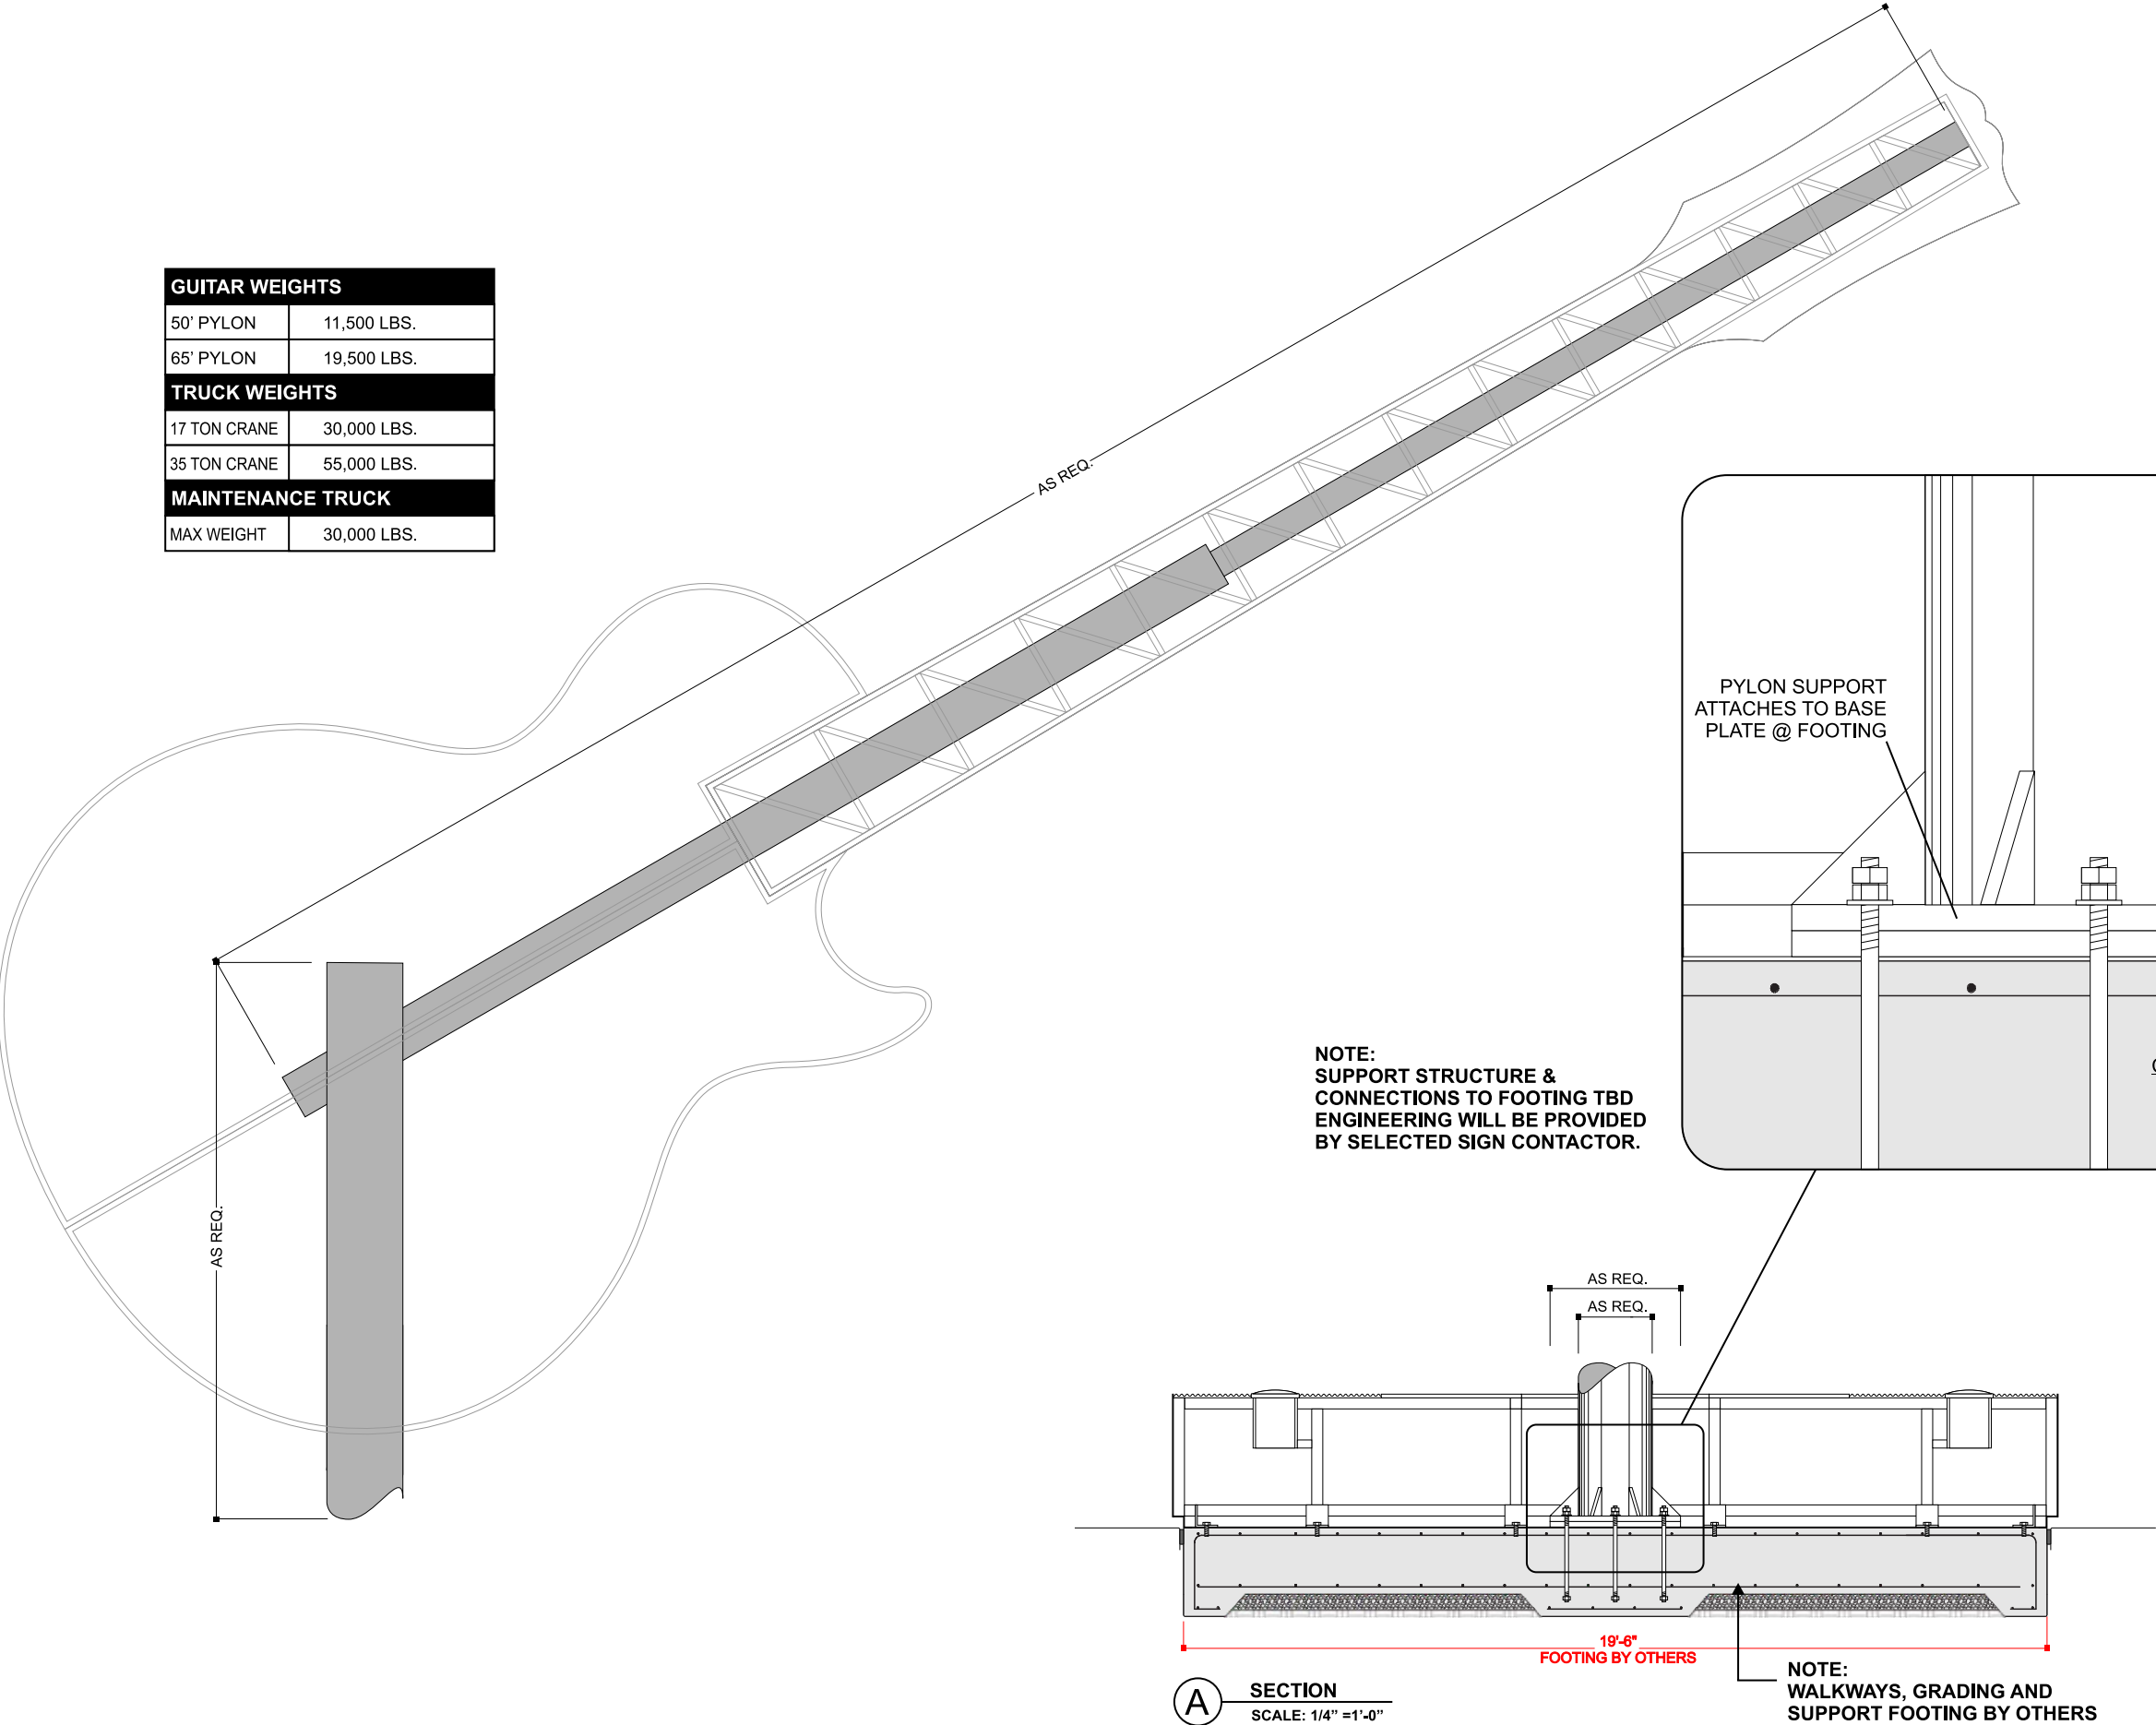 GUITAR WEIGHTS
50' PYLON 11,500 LBS.
65' PYLON 19,500 LBS.
TRUCK WEIGHTS
17 TON CRANE 30,000 LBS.
35 TON CRANE 55,000 LBS.
MAINTENANCE TRUCK
MAX WEIGHT 30,000 LBS.
AS REQ.
PYLON SUPPORT
ATTACHES TO BASE
PLATE @ FOOTING
NOTE:
SUPPORT STRUCTURE &
CONNECTIONS TO FOOTING TBD
ENGINEERING WILL BE PROVIDED
BY SELECTED SIGN CONTACTOR.
AS REQ.
AS REQ.
AS REQ.
19'-6"
FOOTING BY OTHERS
A
SECTION
SCALE: 1/4” =1’-0”
NOTE:
WALKWAYS, GRADING AND
SUPPORT FOOTING BY OTHERS